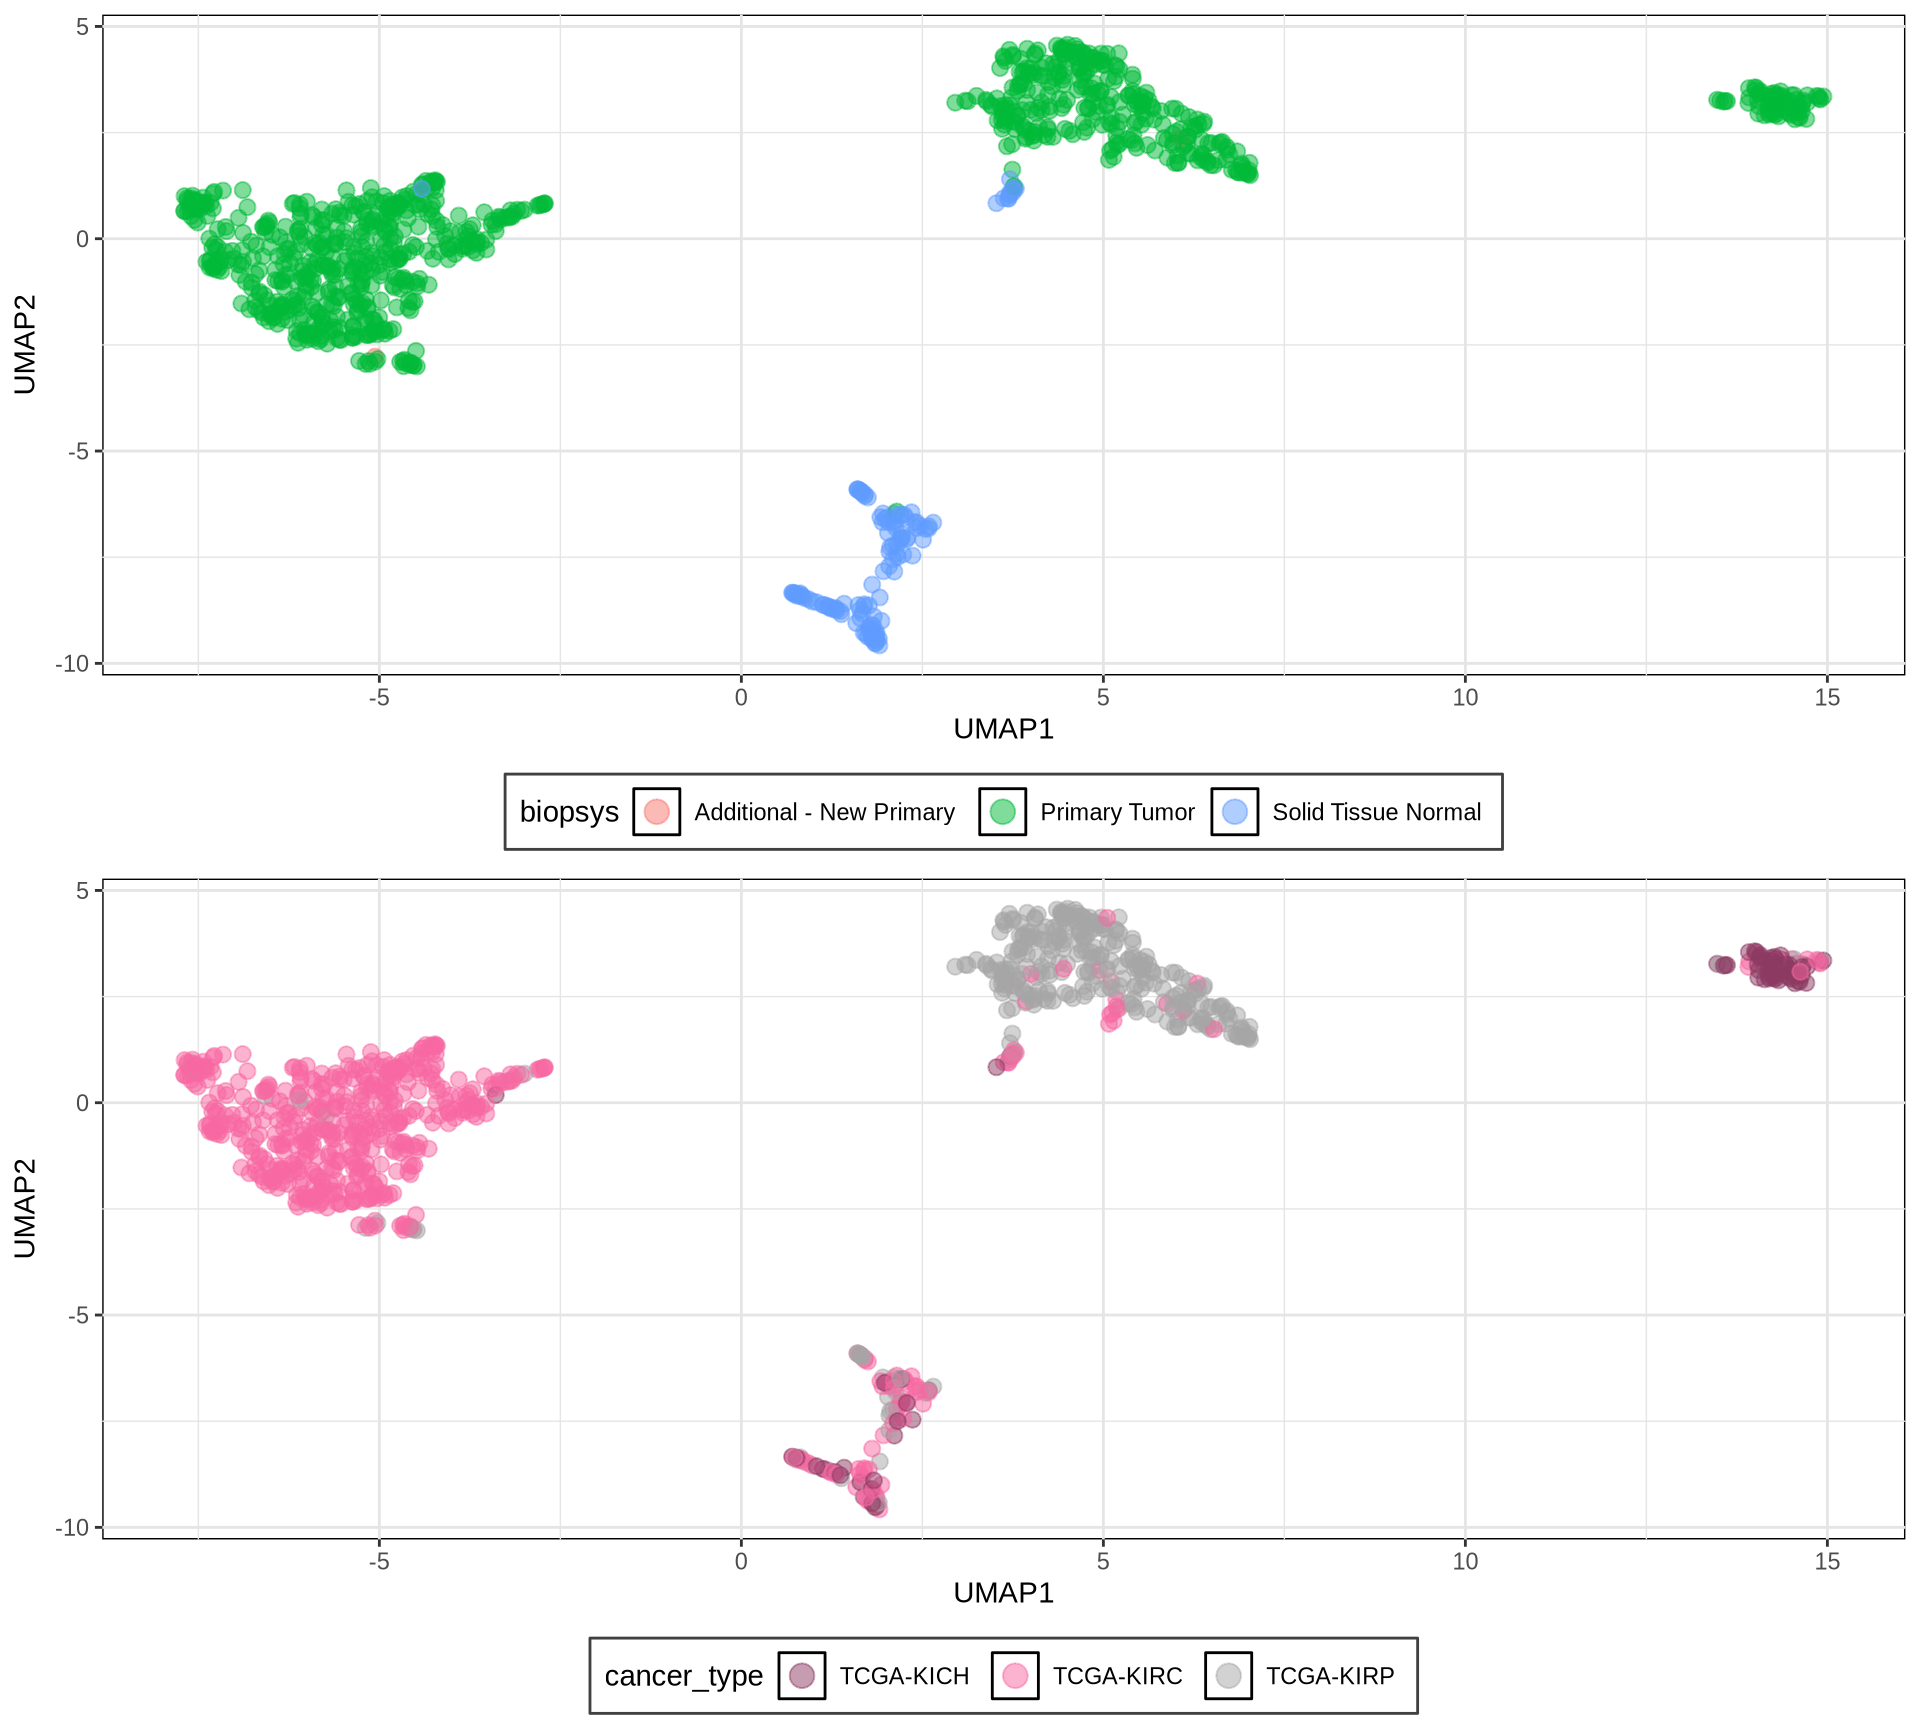 5
0
-5
-10
UMAP2
-5 0 5 10 15
UMAP1
biopsys Additional - New Primary Primary Tumor Solid Tissue Normal
5
0
-5
-10
UMAP2
-5 0 5 10 15
UMAP1
cancer_type TCGA-KICH TCGA-KIRC TCGA-KIRP